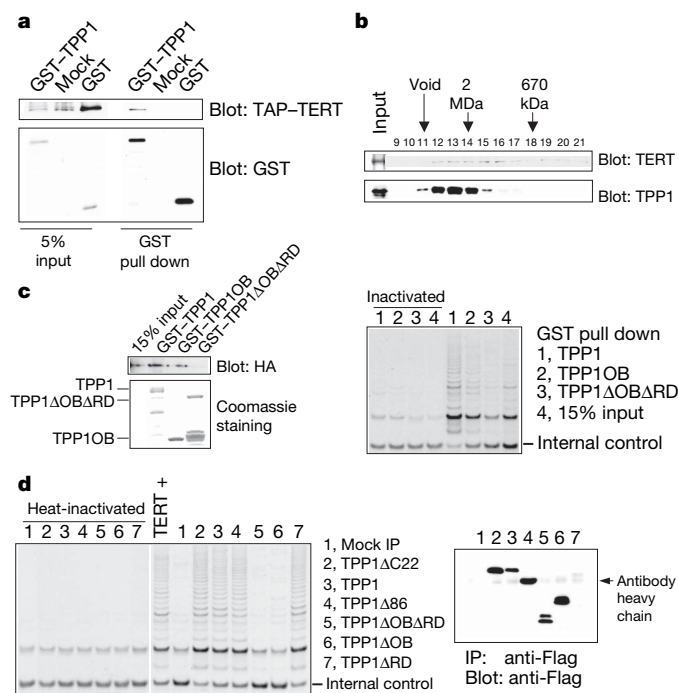 a
GST–TPP1
Mock
GST
GST–TPP1
Mock
GST
Blot: TAP–TERT
Blot: GST
5% input
GST pull down
b
Input
Void
2 MDa
670 kDa
9 10 11 12 13 14 15 16 17 18 19 20 21
Blot: TERT
Blot: TPP1
c
15% input
GST–TPP1
GST–TPP1OB
GST–TPP1ΔOBΔRD
Blot: HA
TPP1
TPP1ΔOBΔRD
TPP1OB
Coomassie staining
Inactivated
1 2 3 4 1 2 3 4
GST pull down
1, TPP1
2, TPP1OB
3, TPP1ΔOBΔRD
4, 15% input
Internal control
d
Heat-inactivated
1 2 3 4 5 6 7
TERT +
1 2 3 4 5 6 7
1, Mock IP
2, TPP1ΔC22
3, TPP1
4, TPP1Δ86
5, TPP1ΔOBΔRD
6, TPP1ΔOB
7, TPP1ΔRD
Internal control
1 2 3 4 5 6 7
Antibody heavy chain
IP: anti-Flag
Blot: anti-Flag